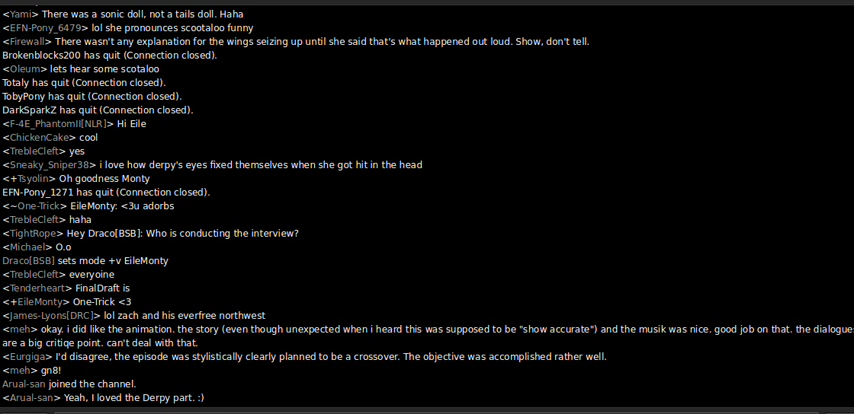 <Yami> There was a sonic doll, not a tails doll. Haha
<EFN-Pony_6479> lol she pronounces scootaloo funny
<Firewall> There wasn't any explanation for the wings seizing up until she said that's what happened out loud. Show, don't tell.
Brokenblocks200 has quit (Connection closed).
<Oleum> lets hear some scotaloo
Totaly has quit (Connection closed).
TobyPony has quit (Connection closed).
DarkSparkZ has quit (Connection closed).
<F-4E_PhantomII[NLR]> Hi Eile
<ChickenCake> cool
<TrebleCleft> yes
<Sneaky_Sniper38> i love how derpy's eyes fixed themselves when she got hit in the head
<+Tsyolin> Oh goodness Monty
EFN-Pony_1271 has quit (Connection closed).
<~One-Trick> EileMonty: <3u adorbs
<TrebleCleft> haha
<TightRope> Hey Draco[BSB]: Who is conducting the interview?
<Michael> O.o
Draco[BSB] sets mode +v EileMonty
<TrebleCleft> everyoine
<Tenderheart> FinalDraft is
<+EileMonty> One-Trick <3
<James-Lyons[DRC]> lol zach and his everfree northwest
<meh> okay. i did like the animation. the story (even though unexpected when i heard this was supposed to be "show accurate") and the musik was nice. good job on that. the dialogues
are a big critiqe point. can't deal with that.
<Eurgiga> I'd disagree, the episode was stylistically clearly planned to be a crossover. The objective was accomplished rather well.
<meh> gn8!
Arual-san joined the channel.
<Arual-san> Yeah, I loved the Derpy part. :)